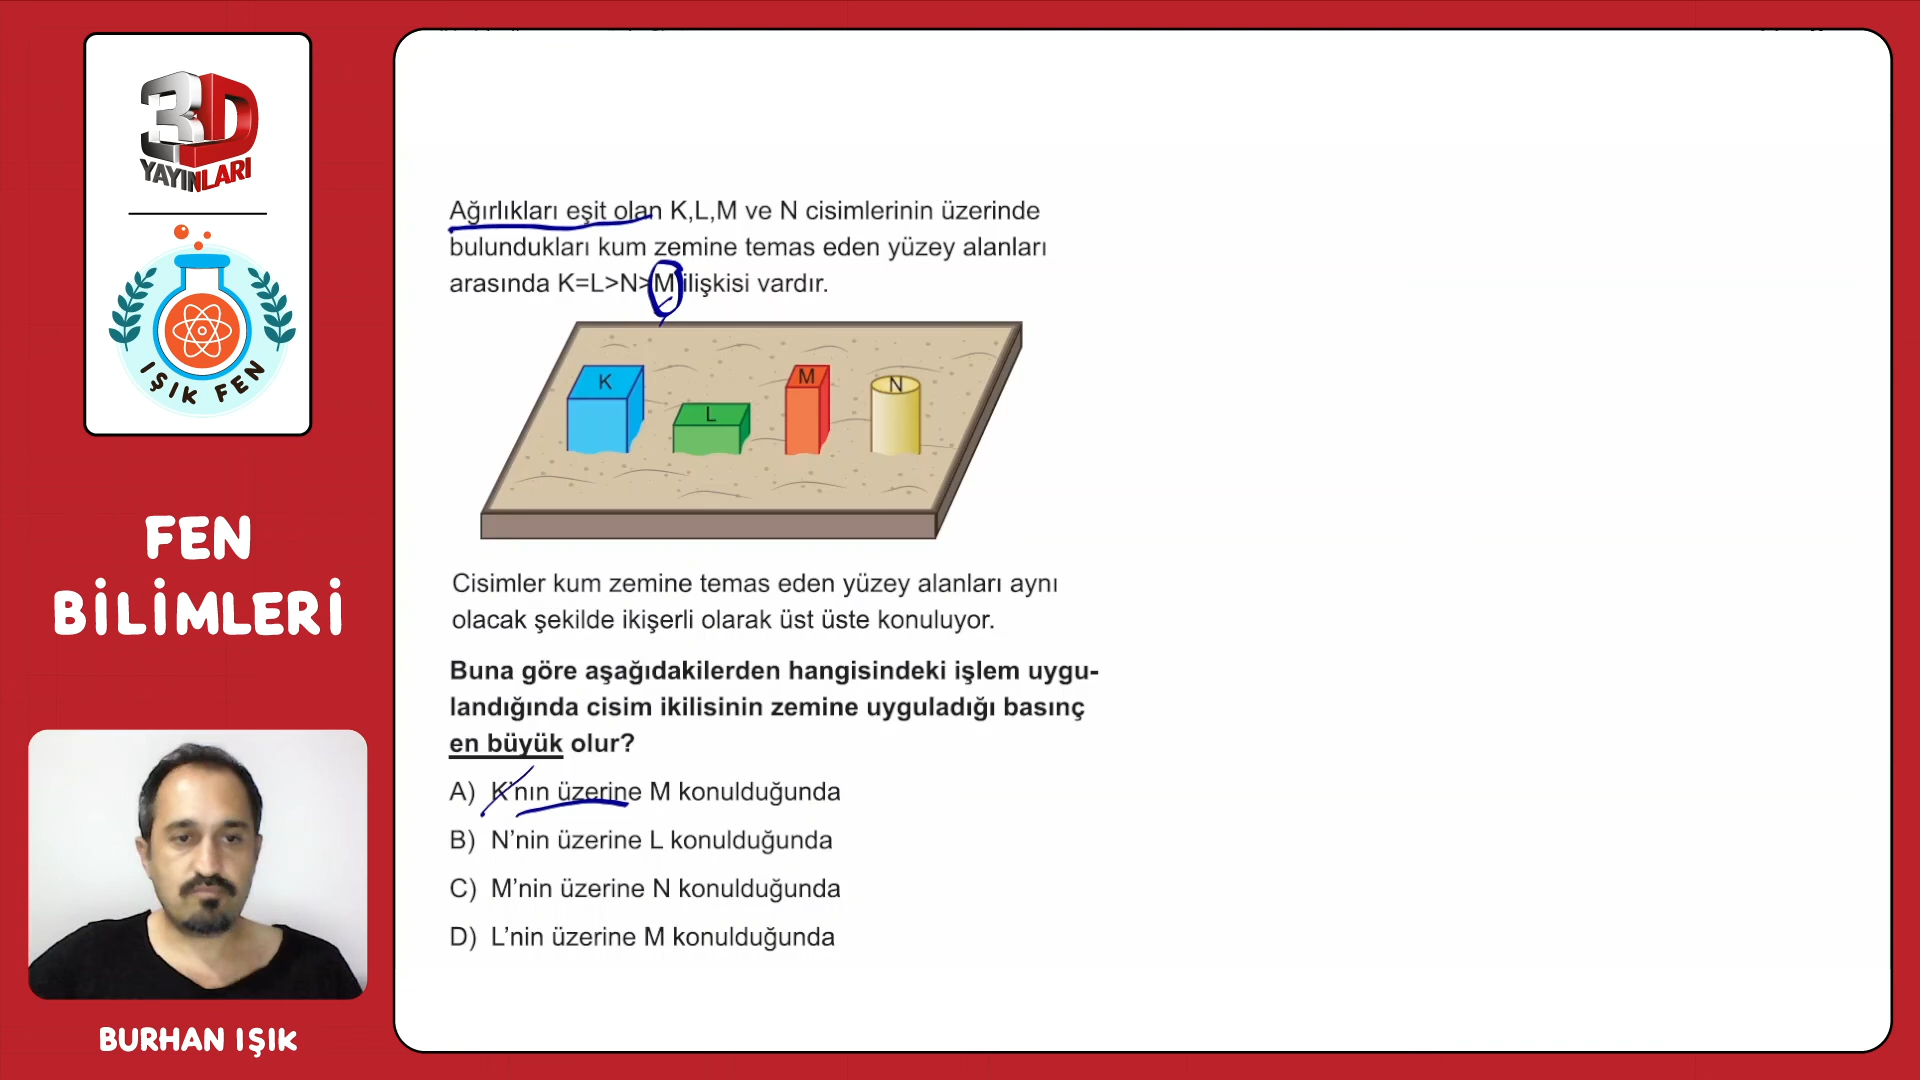 3D
YAYINLARI
IŞIK FEN
FEN
BİLİMLERİ
BURHAN IŞIK
Ağırlıkları eşit olan K,L,M ve N cisimlerinin üzerinde
bulundukları kum zemine temas eden yüzey alanları
arasında K=L>N>M ilişkisi vardır.
K
L
M
N
Cisimler kum zemine temas eden yüzey alanları aynı
olacak şekilde ikişerli olarak üst üste konuluyor.
Buna göre aşağıdakilerden hangisindeki işlem uygu-
landığında cisim ikilisinin zemine uyguladığı basınç
en büyük olur?
A) K’nın üzerine M konulduğunda
B) N’nin üzerine L konulduğunda
C) M’nin üzerine N konulduğunda
D) L’nin üzerine M konulduğunda